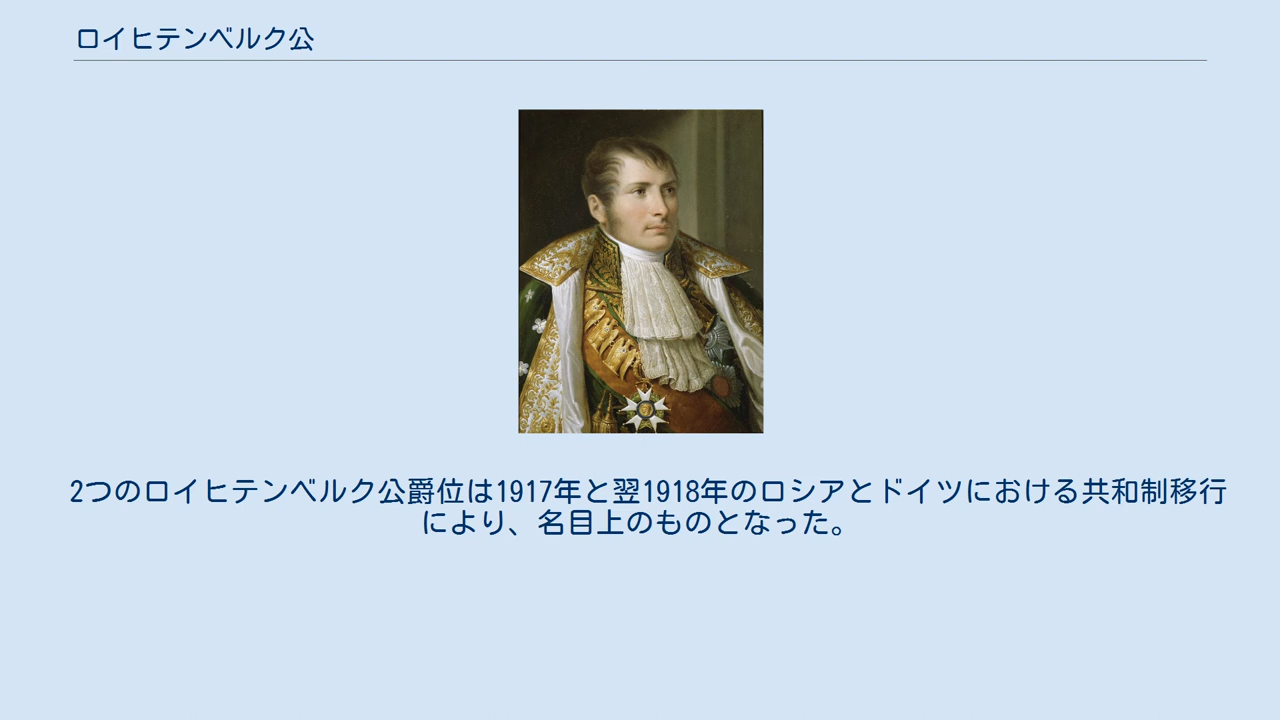 ロイヒテンベルク公
2つのロイヒテンベルク公爵位は1917年と翌1918年のロシアとドイツにおける共和制移行
により、名目上のものとなった。